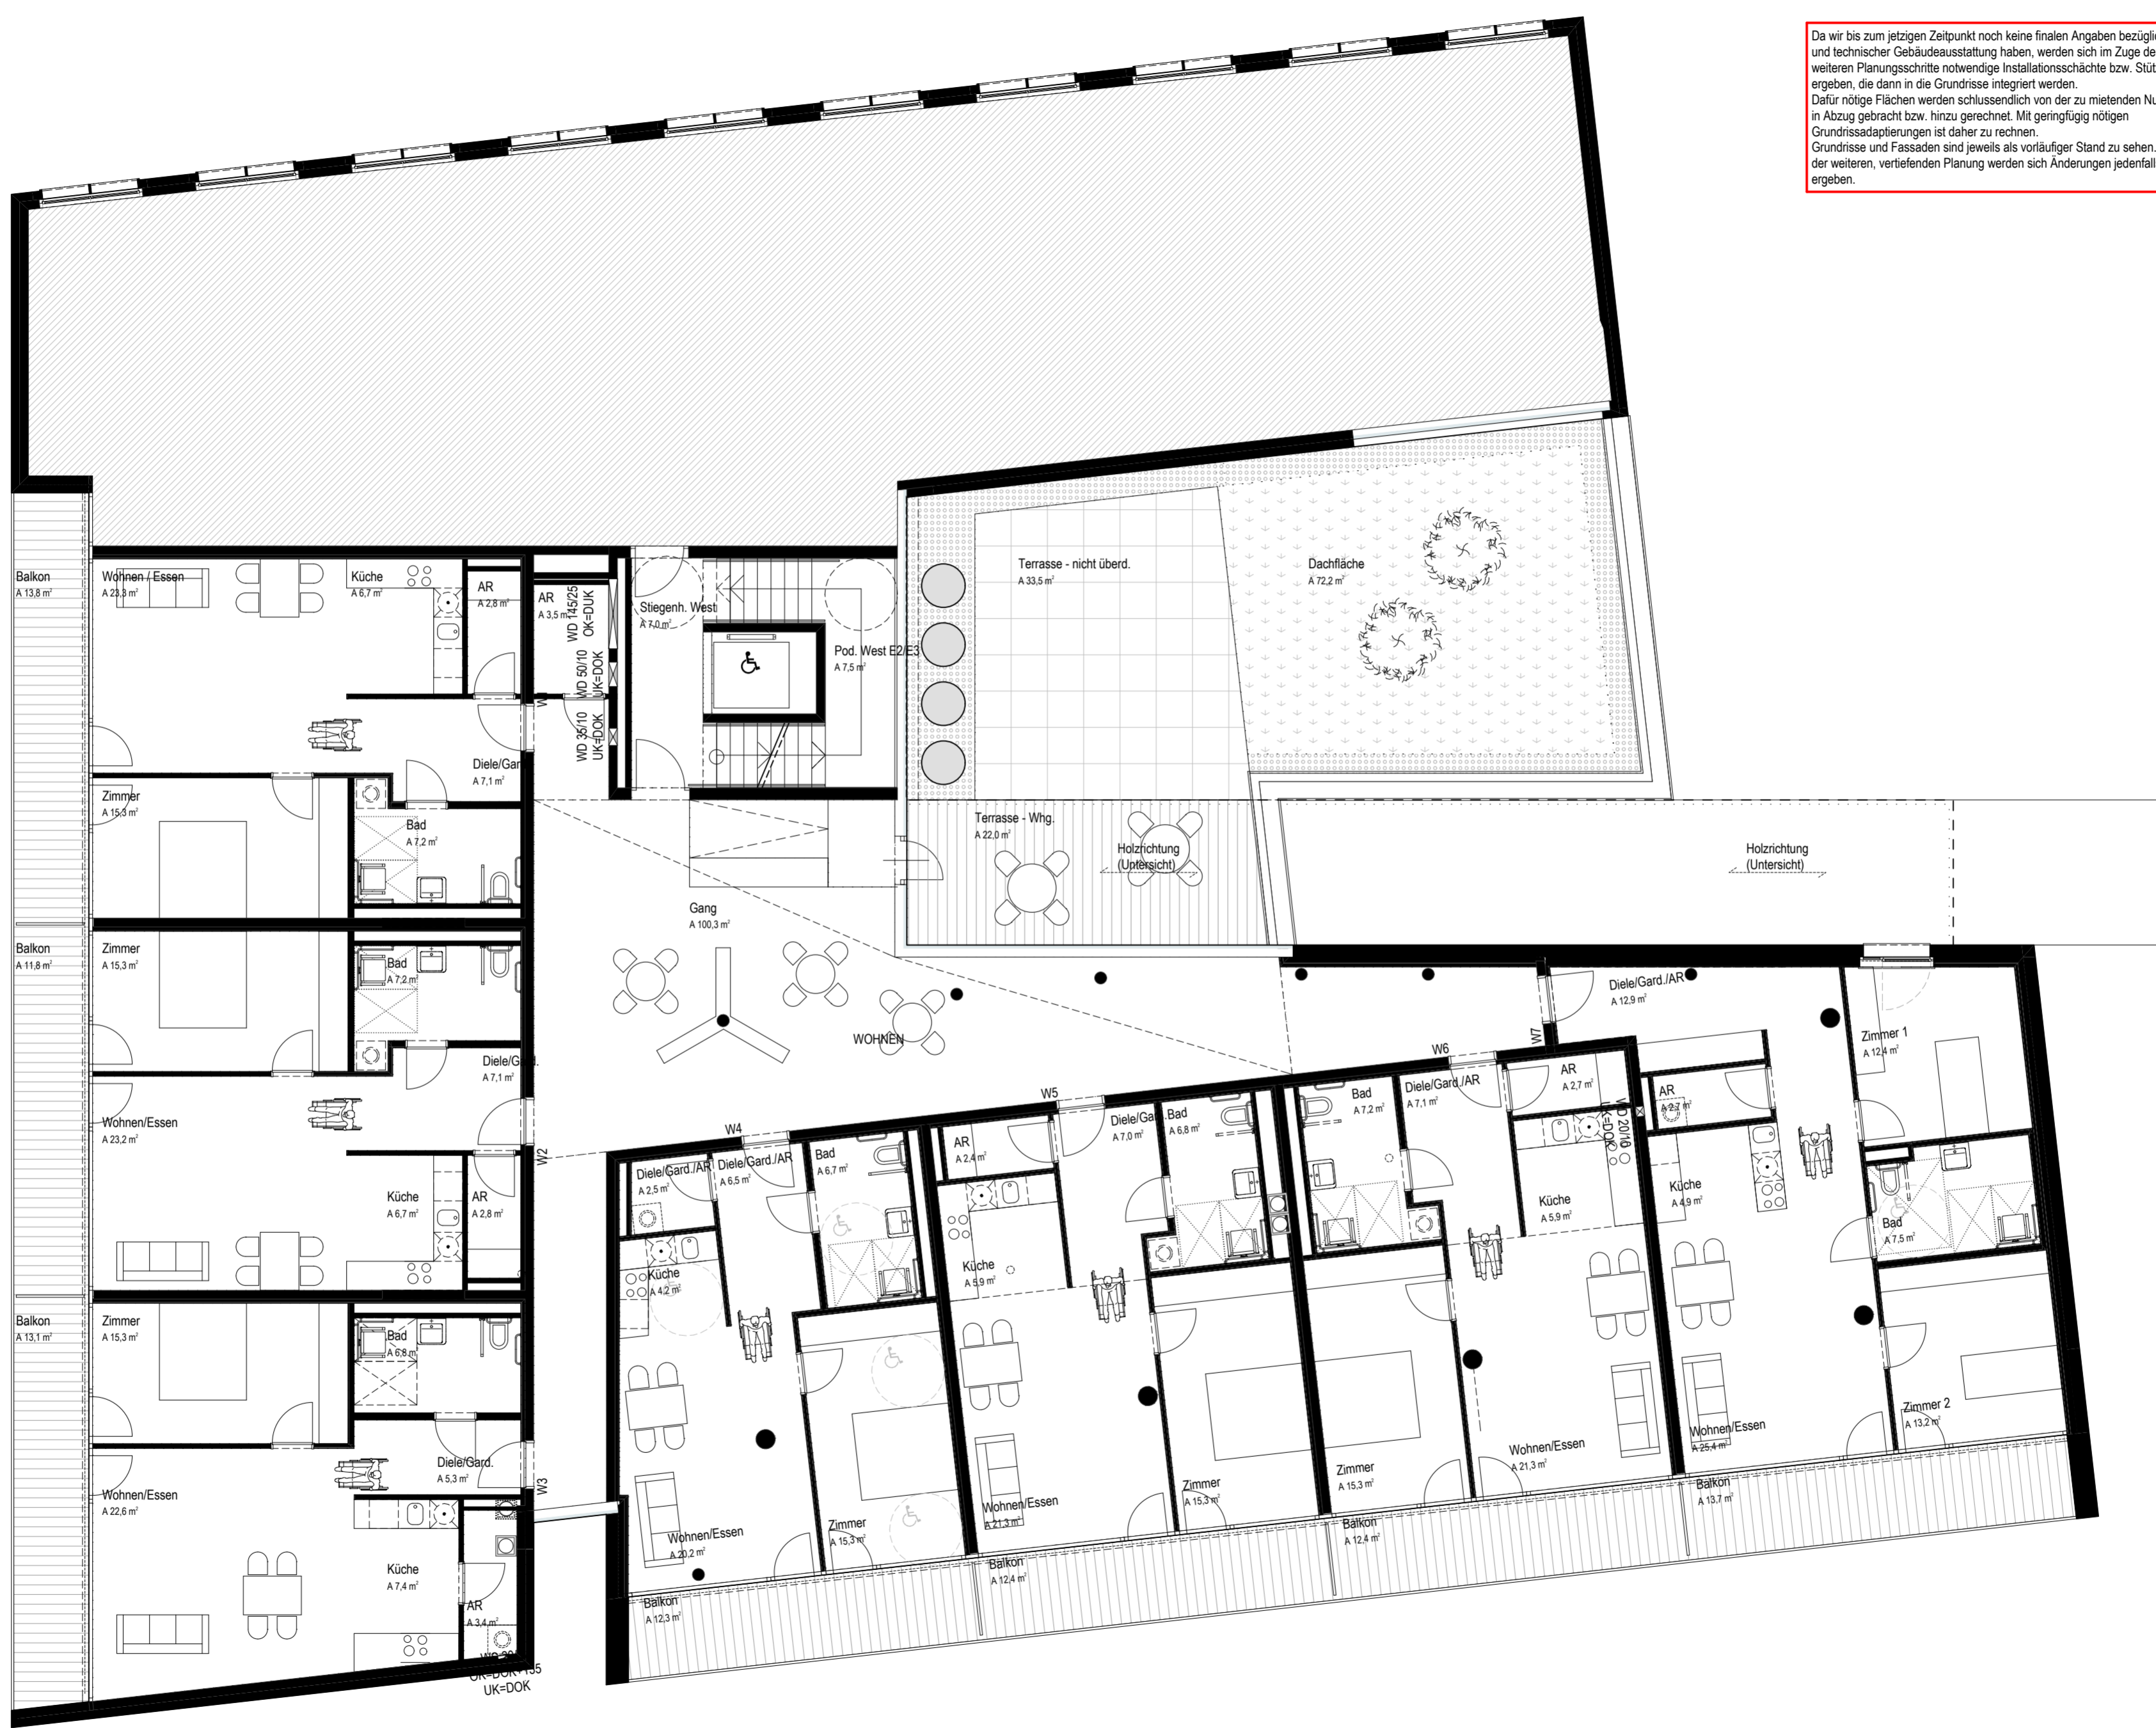 Da wir bis zum jetzigen Zeitpunkt noch keine finalen Angaben
und technischer Gebäudeausstattung haben, werden sich im Zuge
weiteren Planungsschritte notwendige Installationsschächte bzw.
ergeben, die dann in die Grundrisse integriert werden.
Dafür nötige Flächen werden schlussendlich von der zu mietenden
in Abzug gebracht bzw. hinzu gerechnet. Mit geringfügig nötigen
Grundrissadaptierungen ist daher zu rechnen.
Grundrisse und Fassaden sind jeweils als vorläufiger Stand zu sehen.
der weiteren, vertiefenden Planung werden sich Änderungen
ergeben.
Balkon
A 13,8 m²
Wohnen / Essen
A 23,3 m²
Küche
A 6,7 m²
AR
A 2,8 m²
AR
A 3,5 m²
WD 145/25
OK=DUK
WD 50/10
UK=DOK
WD 35/10
UK=DOK
Stiegenh. West
A 7,0 m²
Pod. West E2/E3
A 7,5 m²
Terrasse - nicht überd.
A 33,5 m²
Dachfläche
A 72,2 m²
Diele/Gar
A 7,1 m²
Zimmer
A 15,3 m²
Bad
A 7,2 m²
Terrasse - Whg.
A 22,0 m²
Holzrichtung
(Untersicht)
Holzrichtung
(Untersicht)
Gang
A 100,3 m²
WOHNEN
Balkon
A 11,8 m²
Zimmer
A 15,3 m²
Bad
A 7,2 m²
Diele/G
A 7,1 m²
Wohnen/Essen
A 23,2 m²
W2
Küche
A 6,7 m²
AR
A 2,8 m²
Balkon
A 13,1 m²
Zimmer
A 15,3 m²
Bad
A 6,8 m
Diele/Gard.
A 5,3 m²
W3
Wohnen/Essen
A 22,6 m²
Küche
A 7,4 m²
AR
A 3,4 m²
UK=DOK
W4
Diele/Gard./AR
A 2,5 m²
Diele/Gard./AR
A 6,5 m²
Bad
A 6,7 m²
Küche
A 4,2 m²
Wohnen/Essen
A 20,2 m²
Zimmer
A 15,3 m²
Balkon
A 12,3 m²
W5
AR
A 2,4 m²
Diele/Ga
A 7,0 m²
Bad
A 6,8 m²
Küche
A 5,9 m²
Wohnen/Essen
A 21,3 m²
Zimmer
A 15,3 m²
Balkon
A 12,4 m²
W6
Bad
A 7,2 m²
Diele/Gard./AR
A 7,1 m²
AR
A 2,7 m²
WD 20/10
UK=DOK
Küche
A 5,9 m²
Zimmer
A 15,3 m²
Wohnen/Essen
A 21,3 m²
Balkon
A 12,4 m²
W7
Diele/Gard./AR
A 12,9 m²
Zimmer 1
A 12,4 m²
AR
A 2,7 m²
Küche
A 4,9 m²
Bad
A 7,5 m²
Wohnen/Essen
A 25,4 m²
Zimmer 2
A 13,2 m²
Balkon
A 13,7 m²